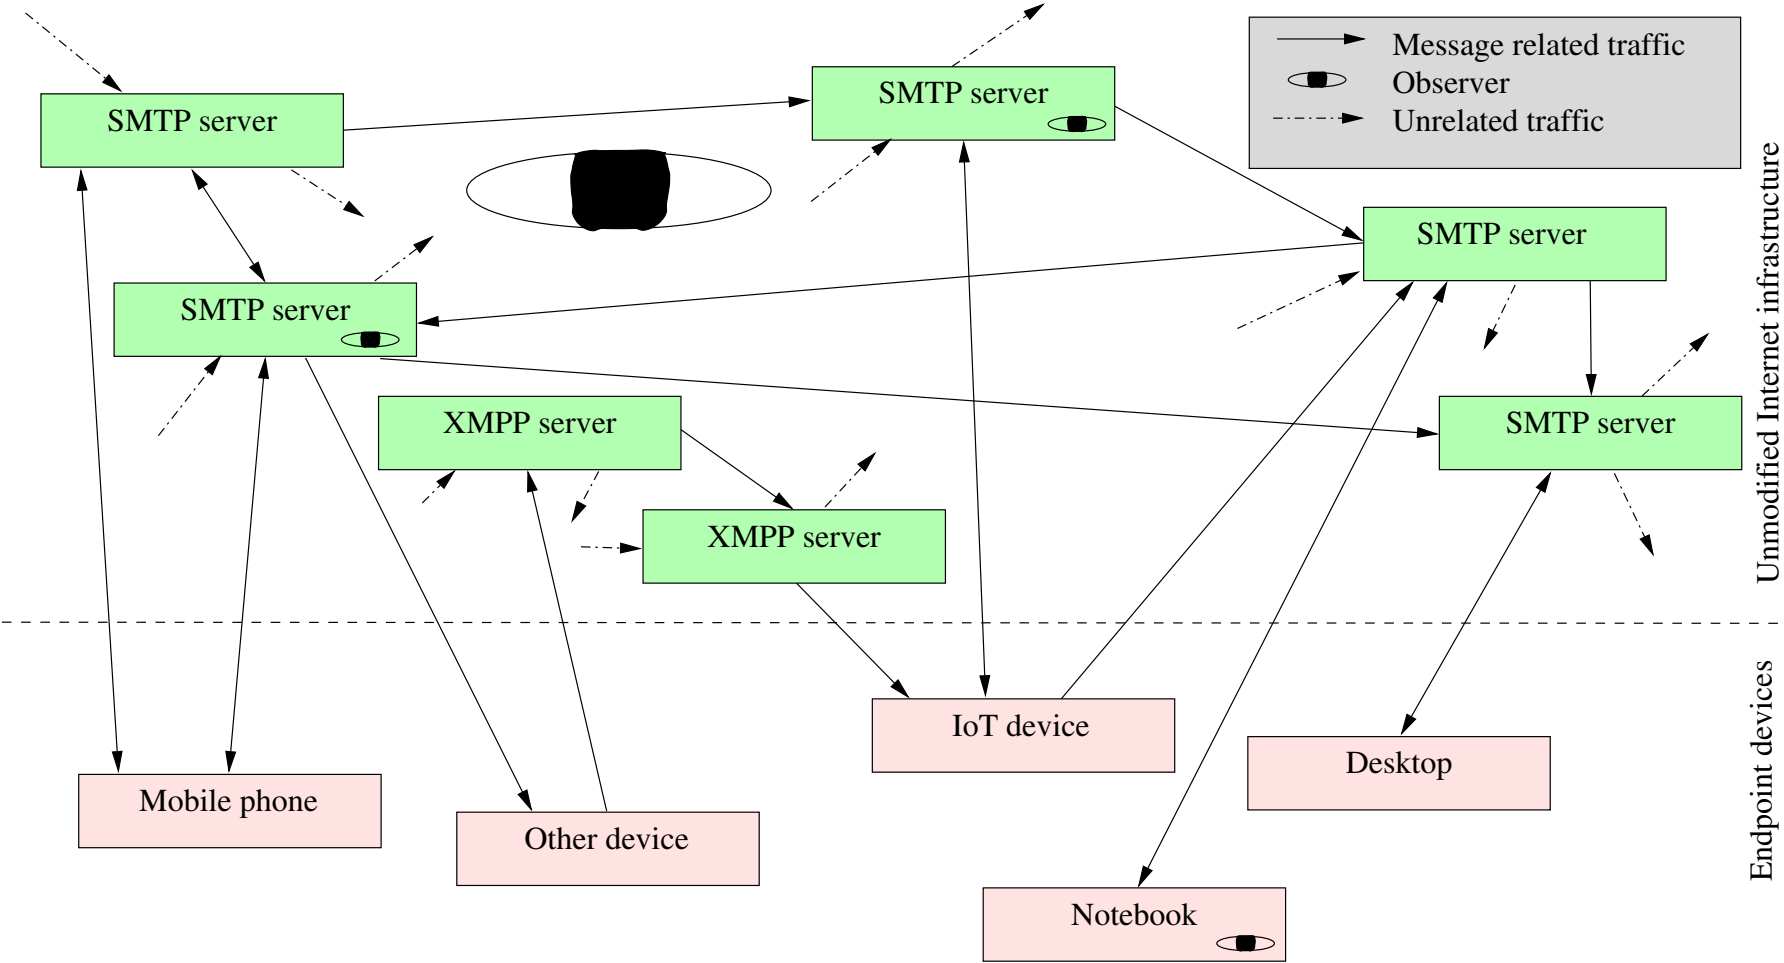 Message related traffic
Observer
Unrelated traffic
SMTP server
SMTP server
SMTP server
SMTP server
XMPP server
SMTP server
XMPP server
Unmodified Internet infrastructure
IoT device
Desktop
Mobile phone
Other device
Notebook
Endpoint devices